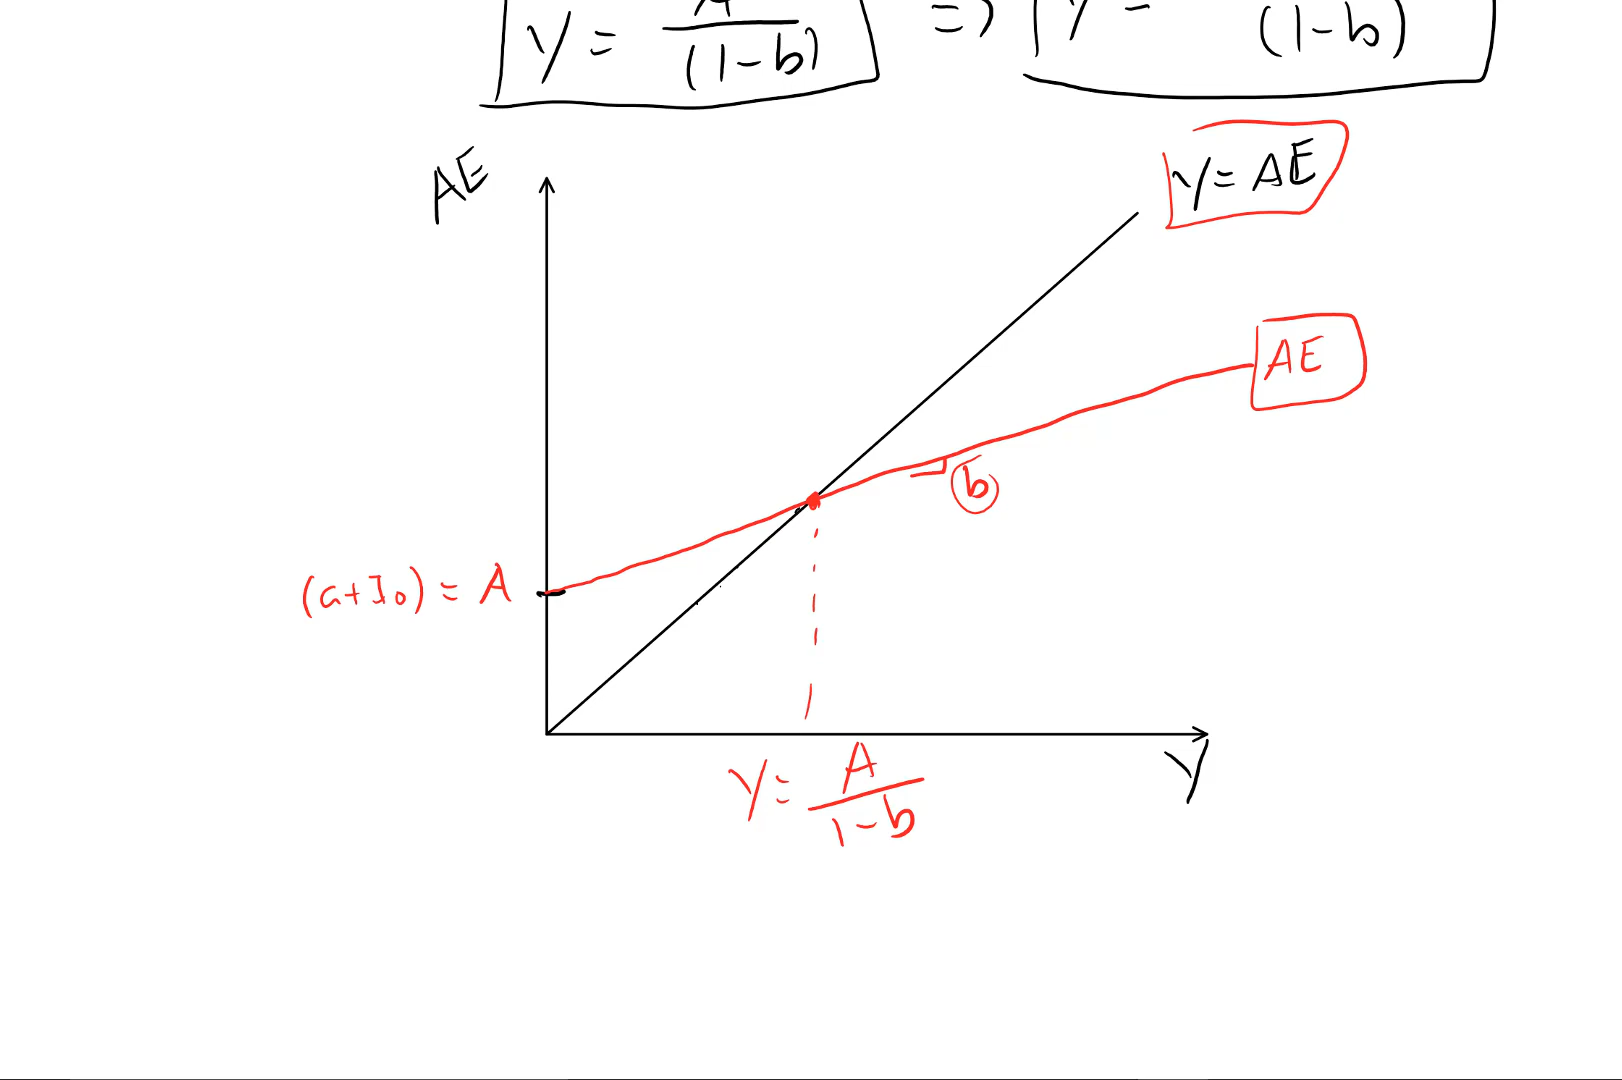 Y = A/(1-b) => Y = (1-b)
AE
Y = AE
AE
b
(a+I₀) = A
Y
Y = A/1-b